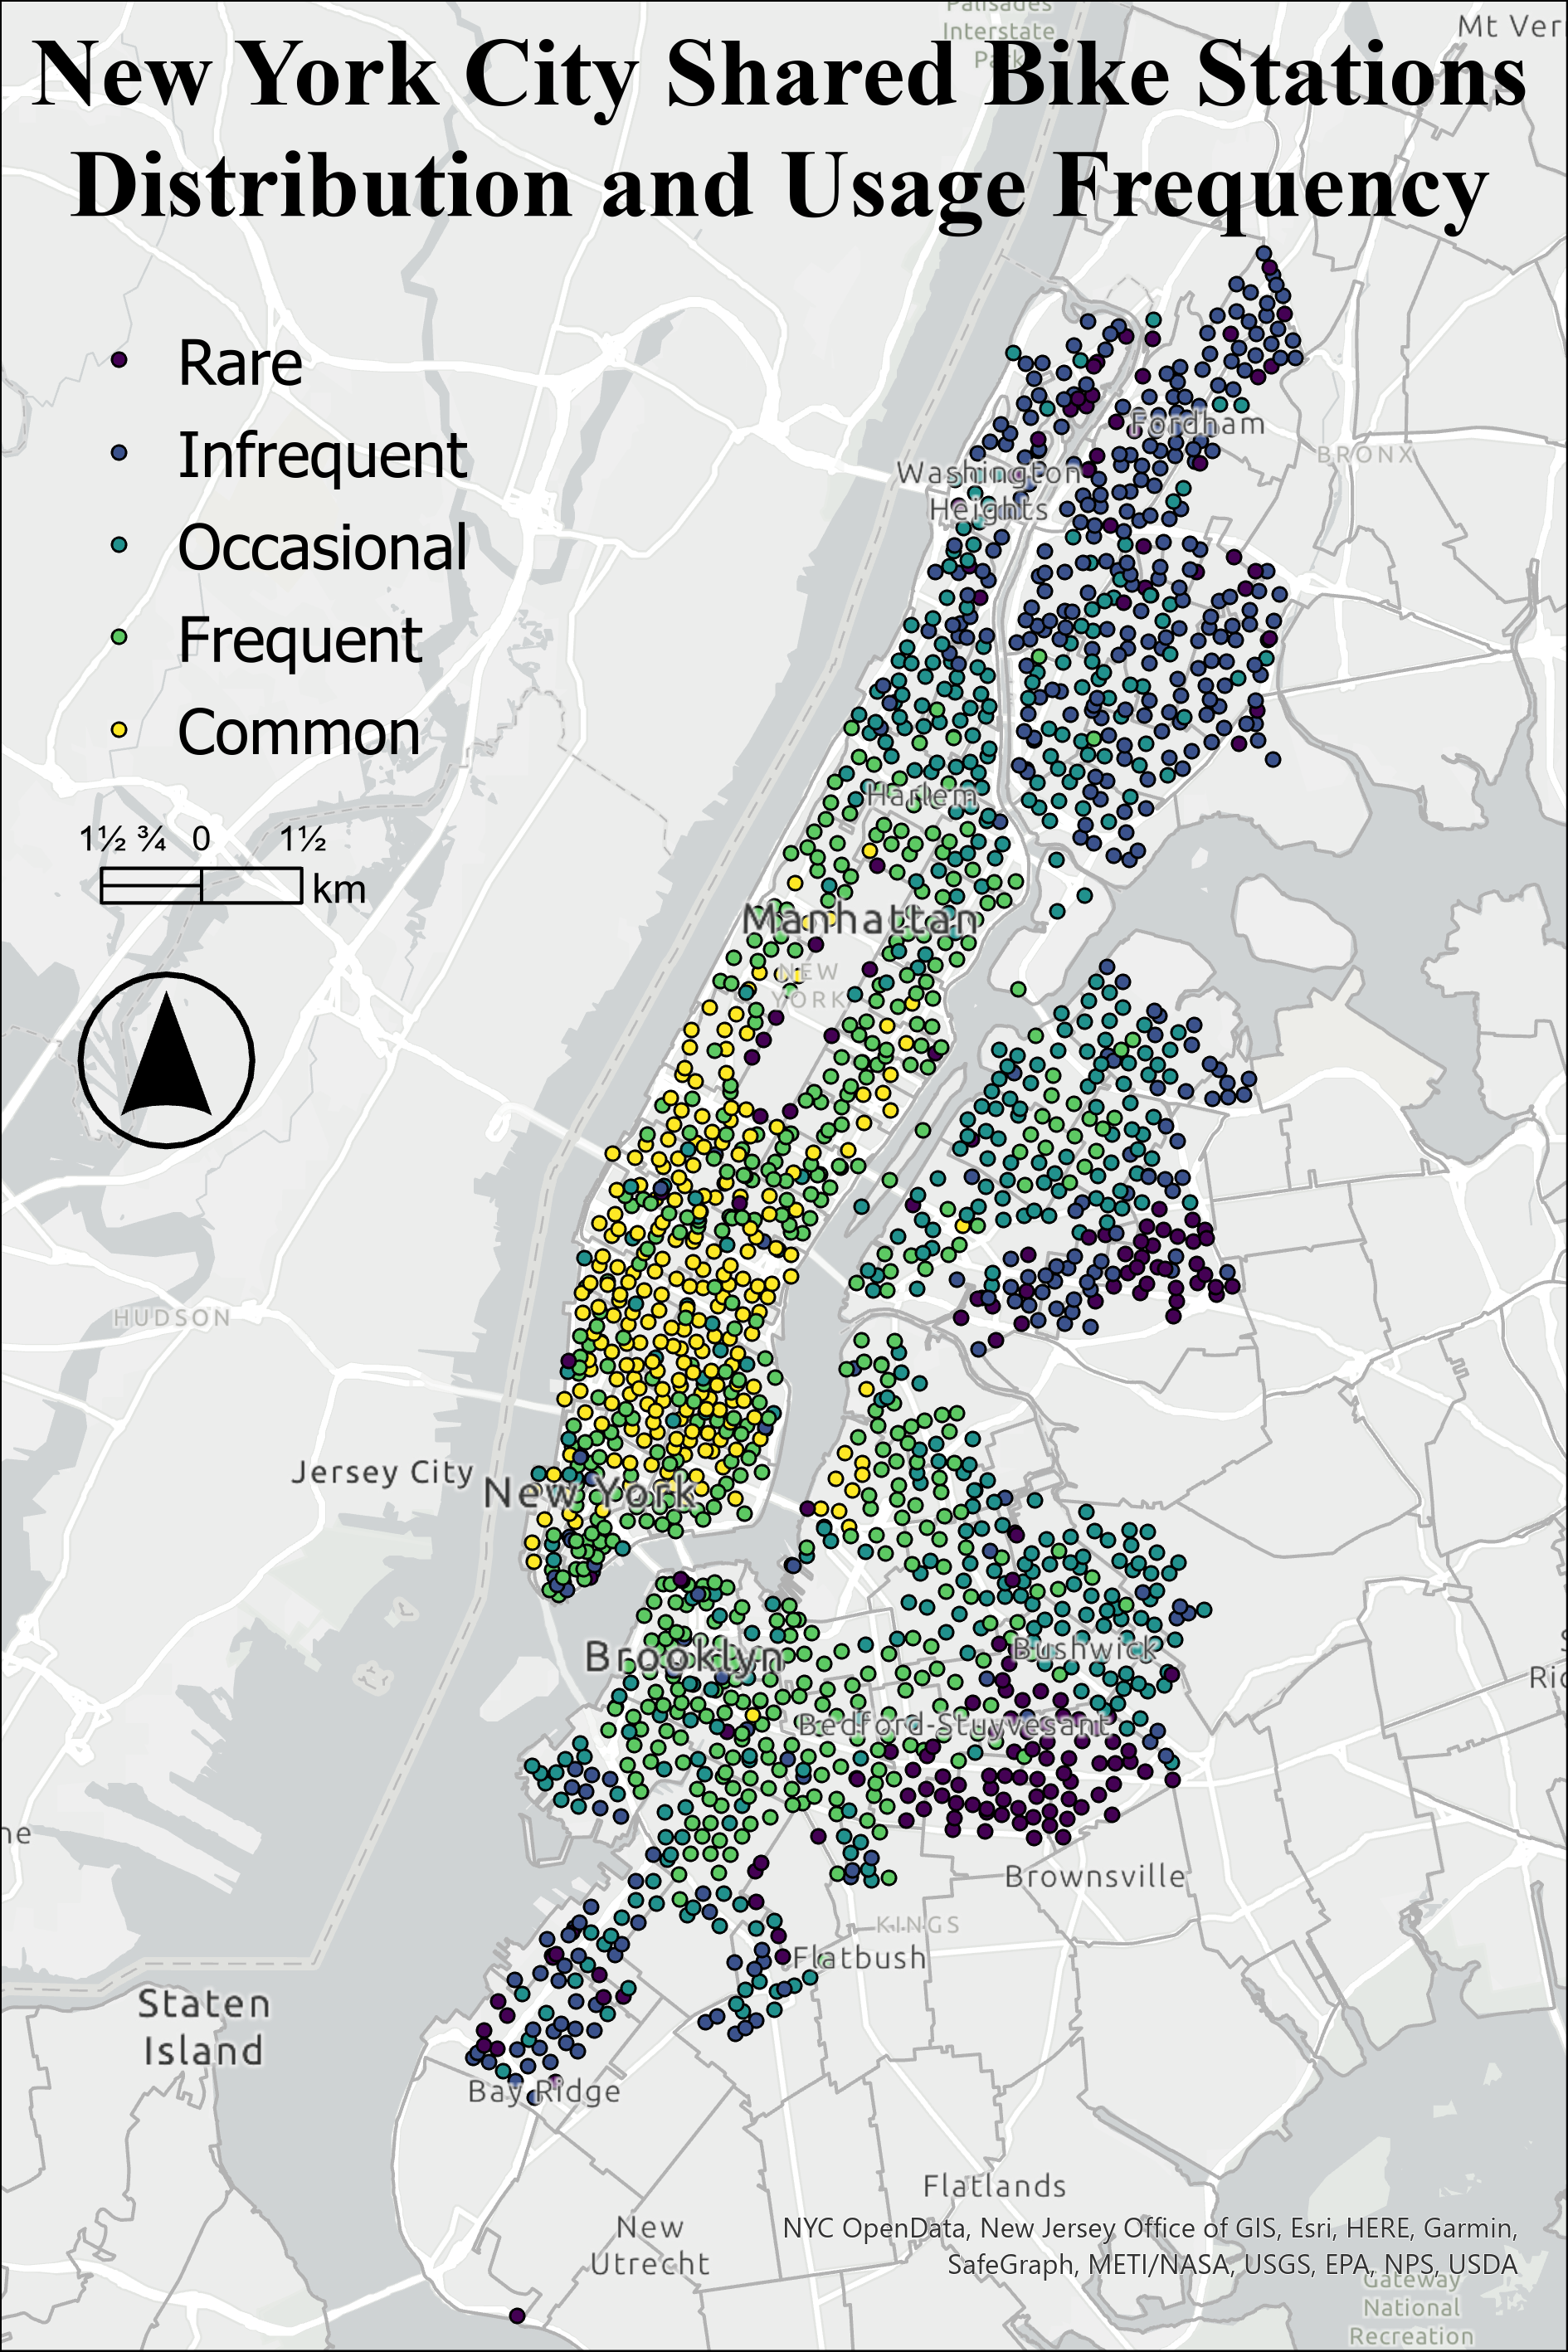 Palisades
Interstate
Park
Mt Ver
New York City Shared Bike Stations
Distribution and Usage Frequency
Rare
Infrequent
Occasional
Frequent
Common
1½ ¾ 0 1½
km
Fordham
BRONX
Washington
Heights
Harlem
Manhattan
NEW
YORK
HUDSON
Jersey City
New York
Brooklyn
Bushwick
Bedford-Stuyvesant
Ric
ne
Brownsville
KINGS
Flatbush
Staten
Island
Bay Ridge
Flatlands
New
Utrecht
NYC OpenData, New Jersey Office of GIS, Esri, HERE, Garmin,
SafeGraph, METI/NASA, USGS, EPA, NPS, USDA
Gateway
National
Recreation